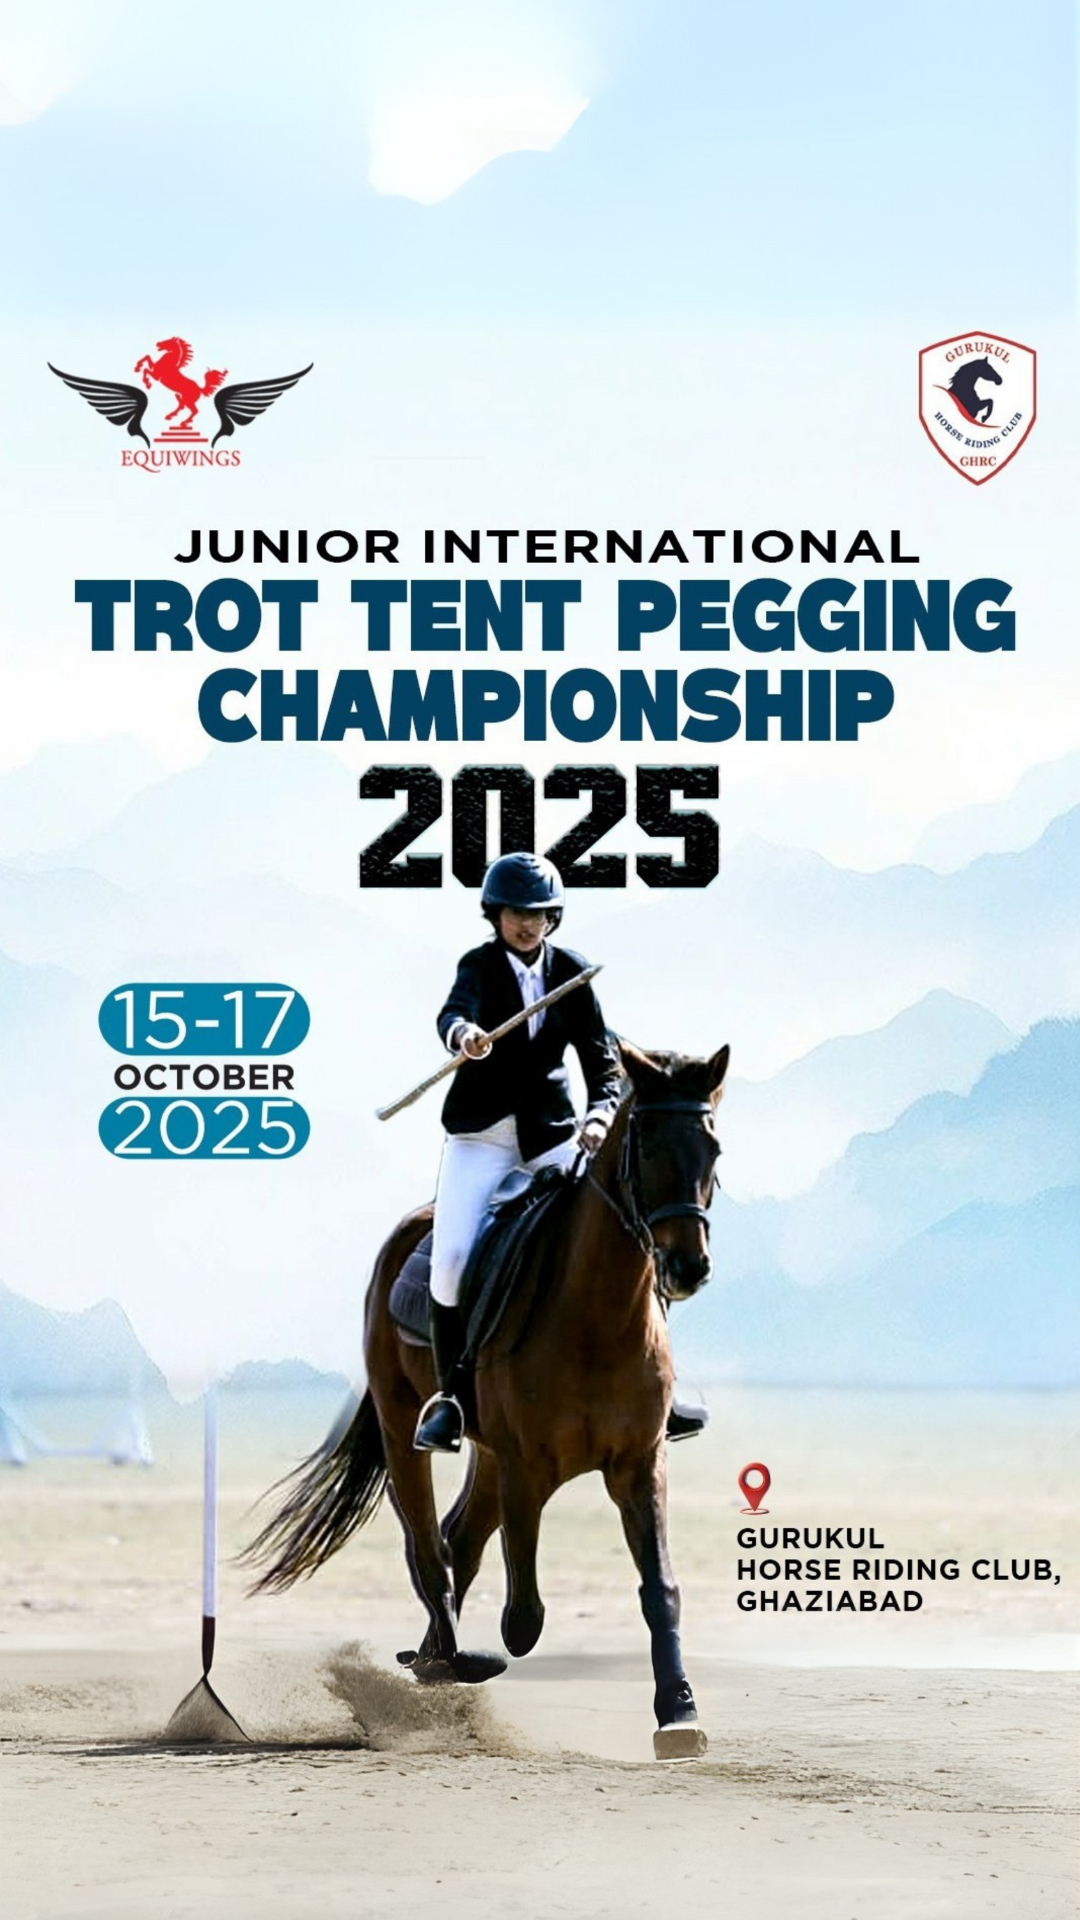 EQUIWINGS
GURUKUL
HORSE RIDING CLUB
GHRC
JUNIOR INTERNATIONAL
TROT TENT PEGGING
CHAMPIONSHIP
2025
15-17
OCTOBER
2025
GURUKUL
HORSE RIDING CLUB,
GHAZIABAD